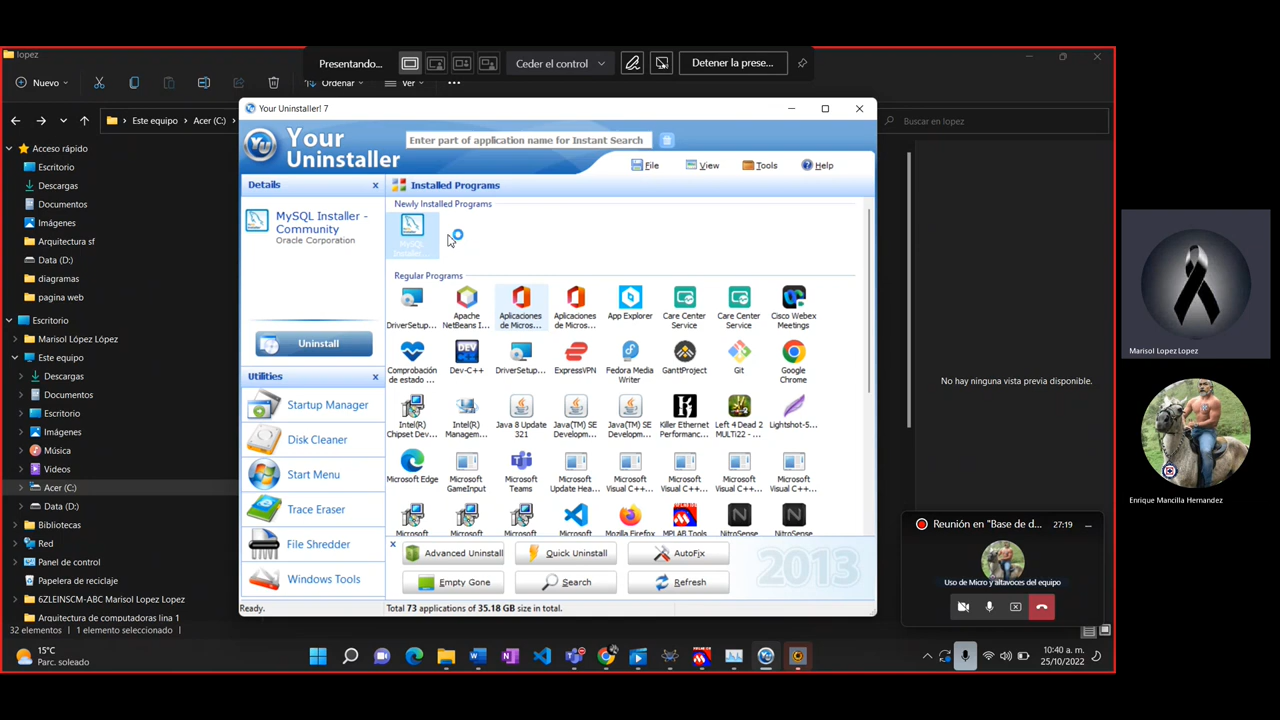 lopez
Presentando...
Ceder el control
Detener la prese...
Nuevo
Ordenar
Ver
Este equipo
Acer (C:)
Buscar en lopez
Acceso rápido
Escritorio
Descargas
Documentos
Imágenes
Arquitectura sf
Data (D:)
diagramas
pagina web
Escritorio
Marisol López López
Este equipo
Descargas
Documentos
Escritorio
Imágenes
Música
Videos
Acer (C:)
Data (D:)
Bibliotecas
Red
Panel de control
Papelera de reciclaje
6ZLEINSCM-ABC Marisol Lopez Lopez
Arquitectura de computadoras lina 1
32 elementos
1 elemento seleccionado
Your Uninstaller! 7
Your
Uninstaller
Enter part of application name for Instant Search
File
View
Tools
Help
Details
MySQL Installer -
Community
Oracle Corporation
Uninstall
Utilities
Startup Manager
Disk Cleaner
Start Menu
Trace Eraser
File Shredder
Windows Tools
Installed Programs
Newly Installed Programs
MySQL
Installer...
Regular Programs
DriverSetup...
Apache
NetBeans I...
Aplicaciones
de Micros...
Aplicaciones
de Micros...
App Explorer
Care Center
Service
Care Center
Service
Cisco Webex
Meetings
Comprobación
de estado ...
DEV
Dev-C++
DriverSetup...
ExpressVPN
Fedora Media
Writer
GanttProject
Git
Google
Chrome
Intel(R)
Chipset Dev...
Intel(R)
Managem...
Java 8 Update
321
Java(TM) SE
Developm...
Java(TM) SE
Developm...
Killer Ethernet
Performanc...
Left 4 Dead 2
MULTi22 - ...
Lightshot-5...
Microsoft Edge
Microsoft
GameInput
Microsoft
Teams
Microsoft
Update Hea...
Microsoft
Visual C++...
Microsoft
Visual C++...
Microsoft
Visual C++...
Microsoft
Visual C++...
Microsoft
Microsoft
Microsoft
Microsoft
Mozilla Firefox
MPLAB Tools
NitroSense
NitroSense
Advanced Uninstall
Quick Uninstall
AutoFix
Empty Gone
Search
Refresh
2013
Ready.
Total 73 applications of 35.18 GB size in total.
No hay ninguna vista previa disponible.
Reunión en "Base de d...
27:19
Uso de Micro y altavoces del equipo
15°C
Parc. soleado
10:40 a. m.
25/10/2022
Marisol Lopez Lopez
Enrique Mancilla Hernandez